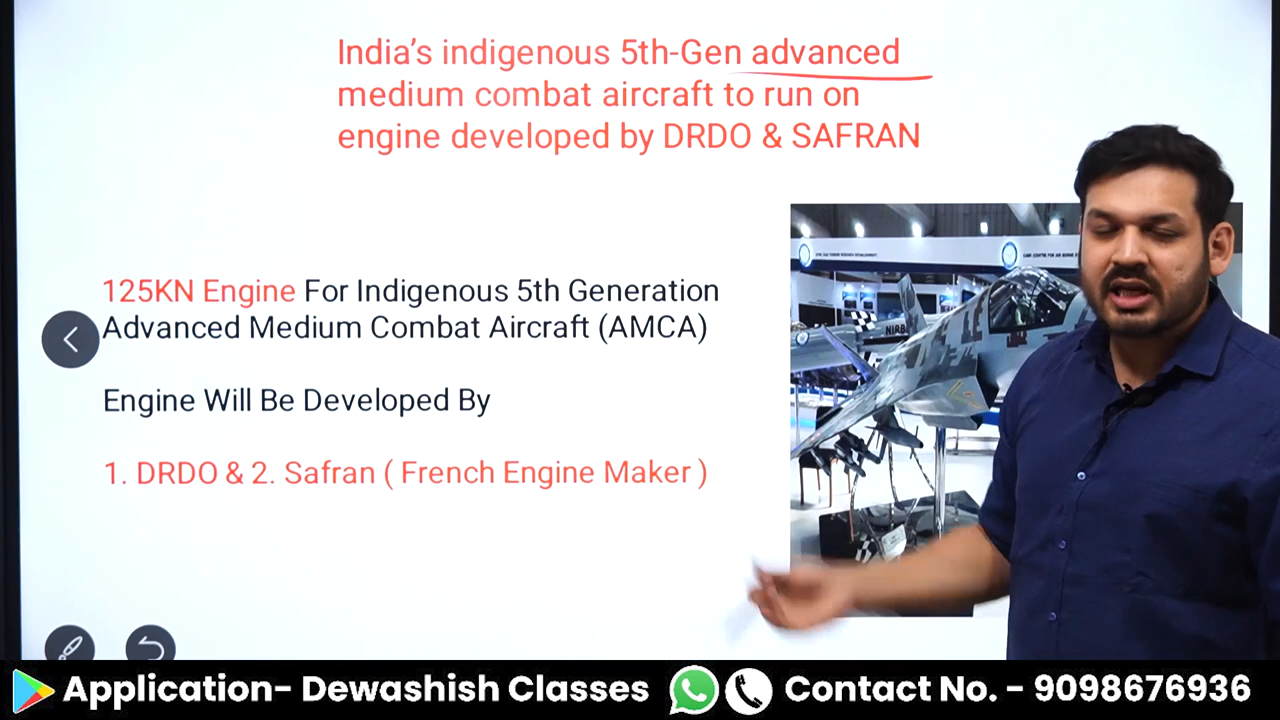 India's indigenous 5th-Gen advanced
medium combat aircraft to run on
engine developed by DRDO & SAFRAN
125KN Engine For Indigenous 5th Generation
Advanced Medium Combat Aircraft (AMCA)
Engine Will Be Developed By
1. DRDO & 2. Safran ( French Engine Maker )
Application- Dewashish Classes
Contact No. - 9098676936